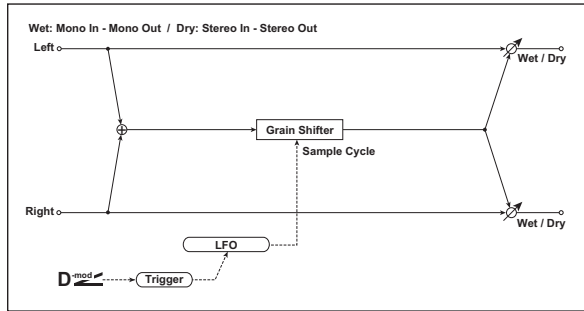 Wet: Mono In - Mono Out / Dry: Stereo In - Stereo Out
Left
Wet / Dry
Grain Shifter
Sample Cycle
Right
Wet / Dry
LFO
D-mod
Trigger